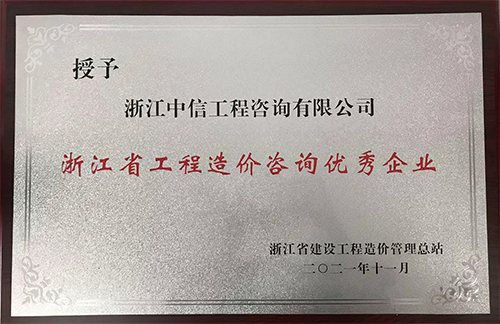 授予
浙江中信工程咨询有限公司
浙江省工程造价咨询优秀企业
浙江省建设工程造价管理总站
二〇二一年十一月